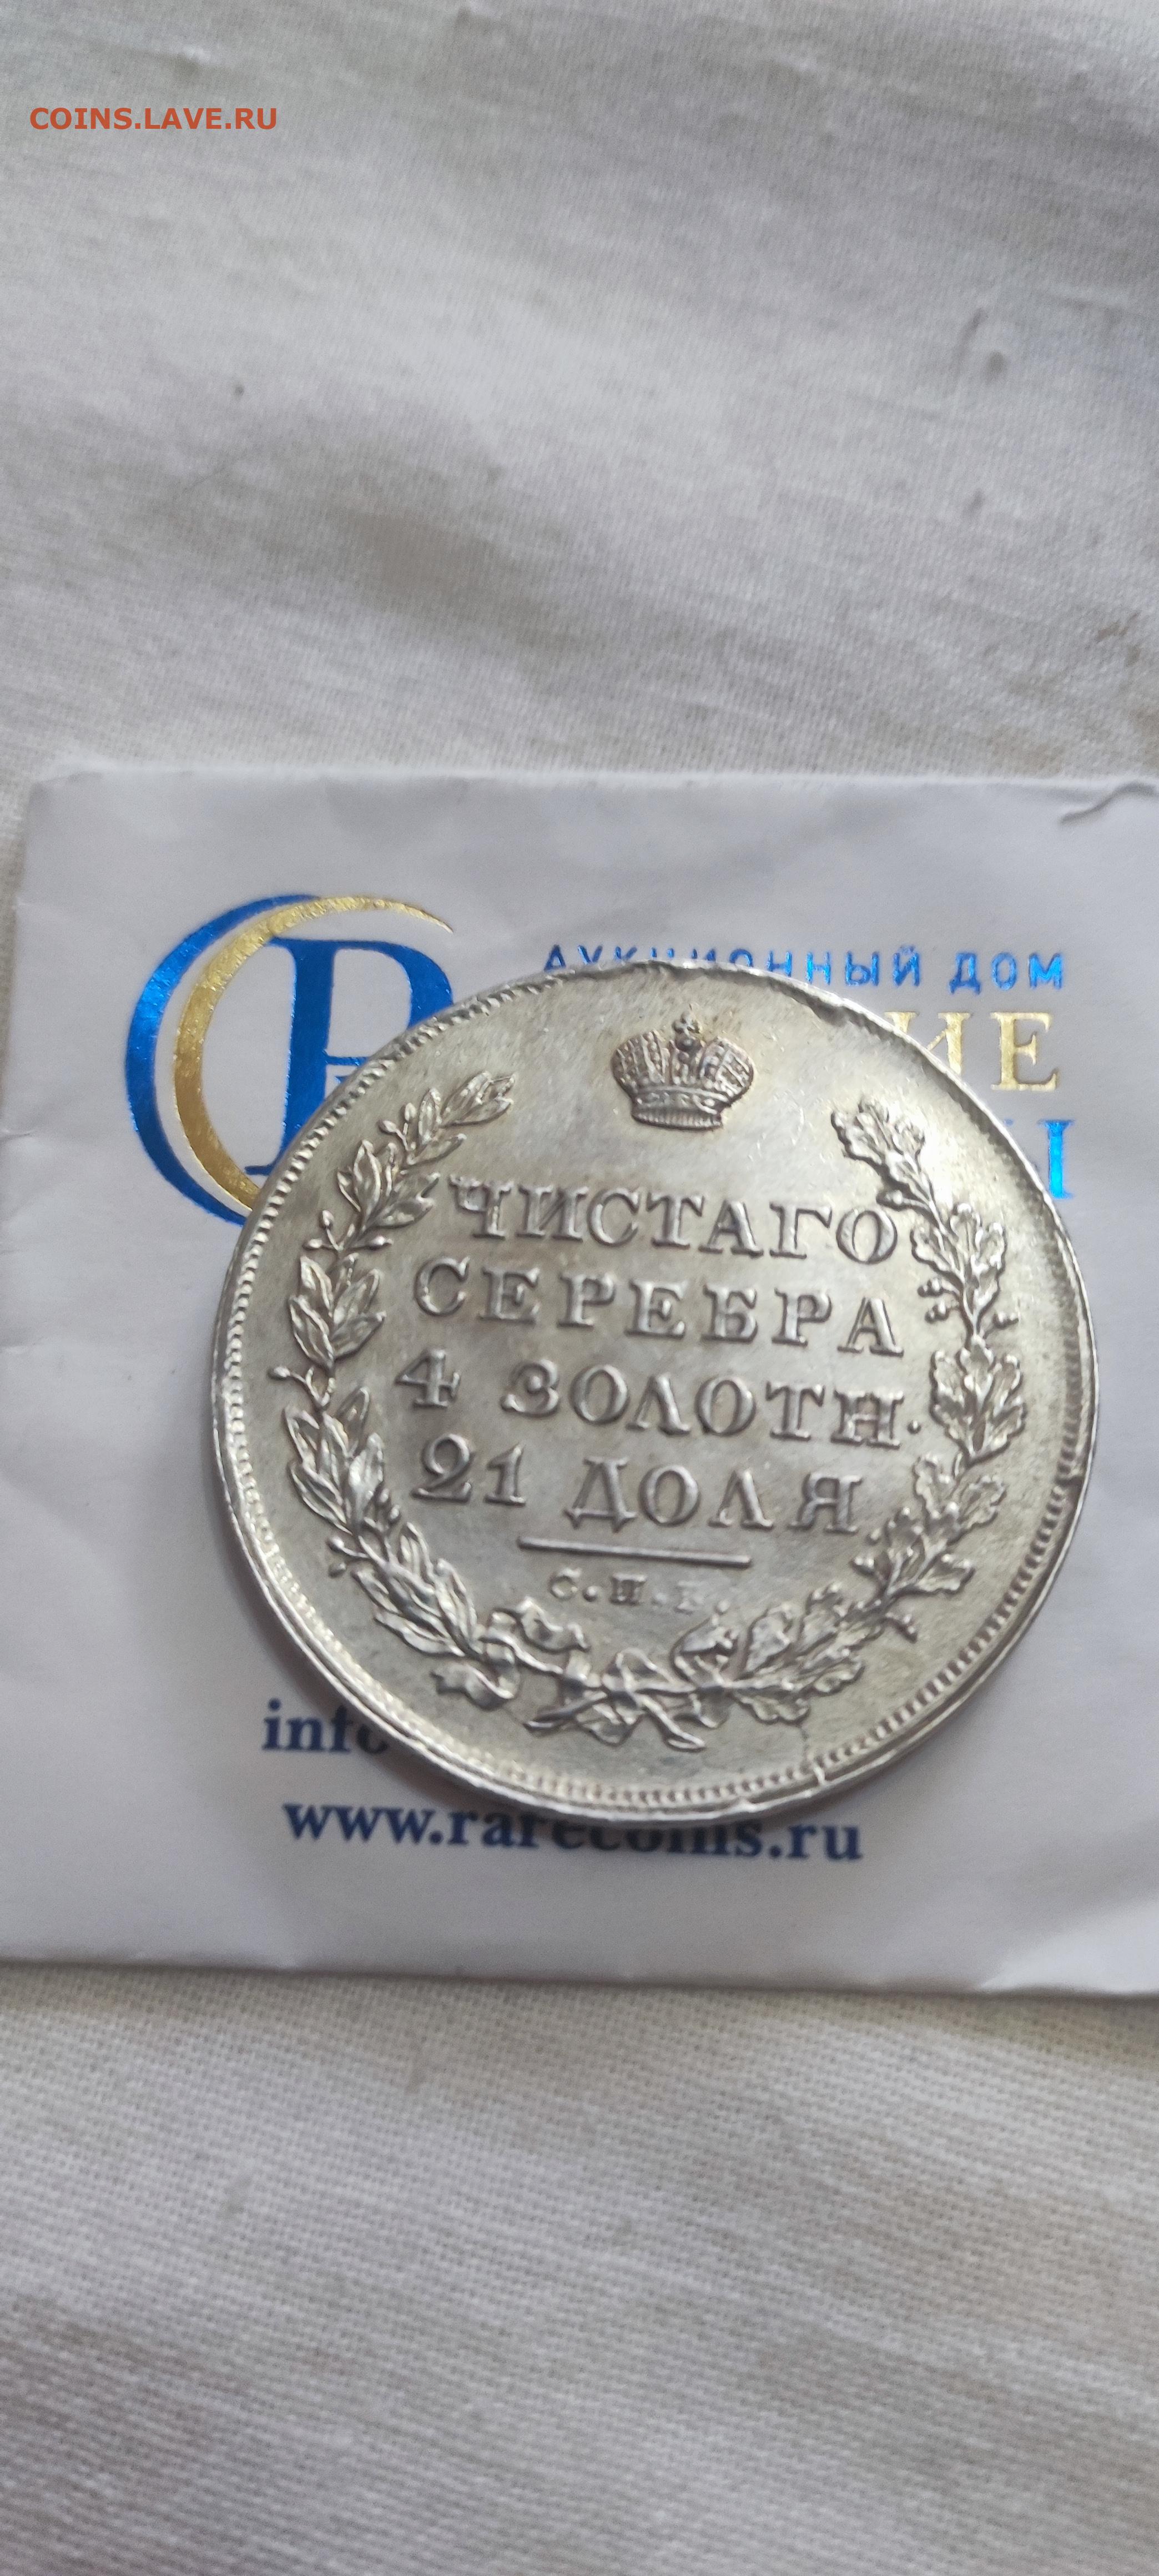 COINS.LAVE.RU
АУКЦИОННЫЙ ДОМ
ЧИСТАГО
СЕРЕБРА
4 ЗОЛОТН.
21 ДОЛЯ
С.П.Б.
www.rarecoins.ru